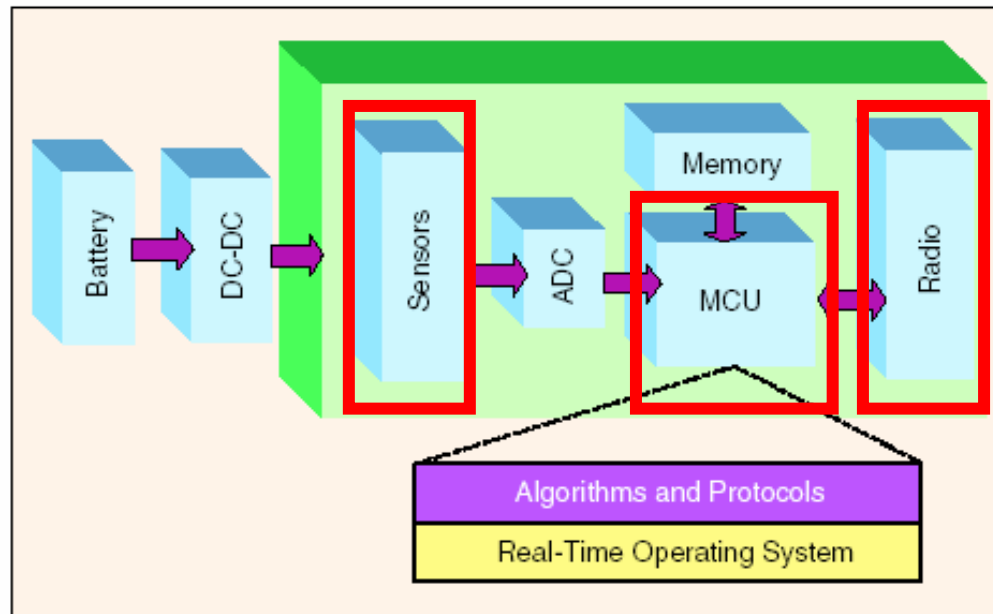 Battery
DC-DC
Sensors
ADC
Memory
MCU
Radio
Algorithms and Protocols
Real-Time Operating System